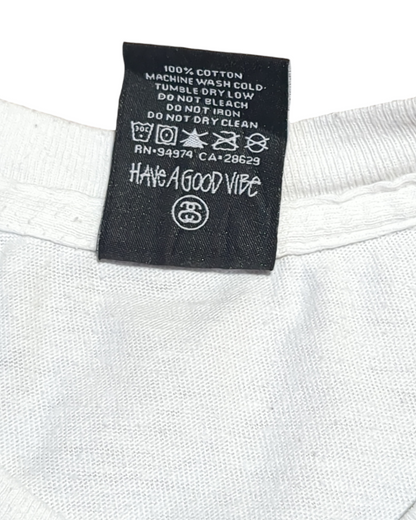 100% COTTON
MACHINE WASH COLD
TUMBLE DRY LOW
DO NOT BLEACH
DO NOT IRON
DO NOT DRY CLEAN
30C
RN#94974 CA#28629
HAVE A GOOD VIBE